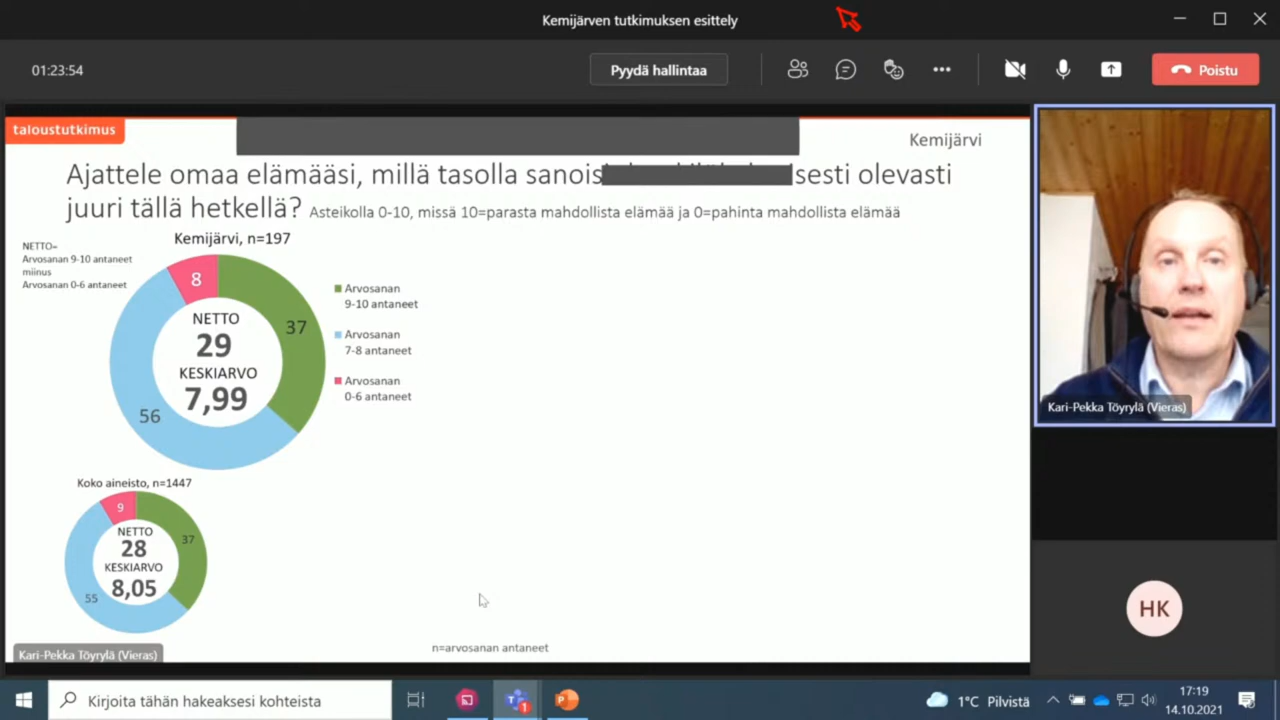 Kemijärven tutkimuksen esittely
01:23:54
Pyydä hallintaa
Poistu
taloustutkimus
Kemijärvi
Ajattele omaa elämääsi, millä tasolla sanois sesti olevasti
juuri tällä hetkellä? Asteikolla 0-10, missä 10=parasta mahdollista elämää ja 0=pahinta mahdollista elämää
NETTO=
Arvosanan 9-10 antaneet
miinus
Arvosanan 0-6 antaneet
Kemijärvi, n=197
8
37
56
NETTO
29
KESKIARVO
7,99
Arvosanan
9-10 antaneet
Arvosanan
7-8 antaneet
Arvosanan
0-6 antaneet
Koko aineisto, n=1447
9
37
55
NETTO
28
KESKIARVO
8,05
n=arvosanan antaneet
Kari-Pekka Töyrylä (Vieras)
Kari-Pekka Töyrylä (Vieras)
HK
Kirjoita tähän hakeaksesi kohteista
1
1°C Pilvistä
17:19
14.10.2021